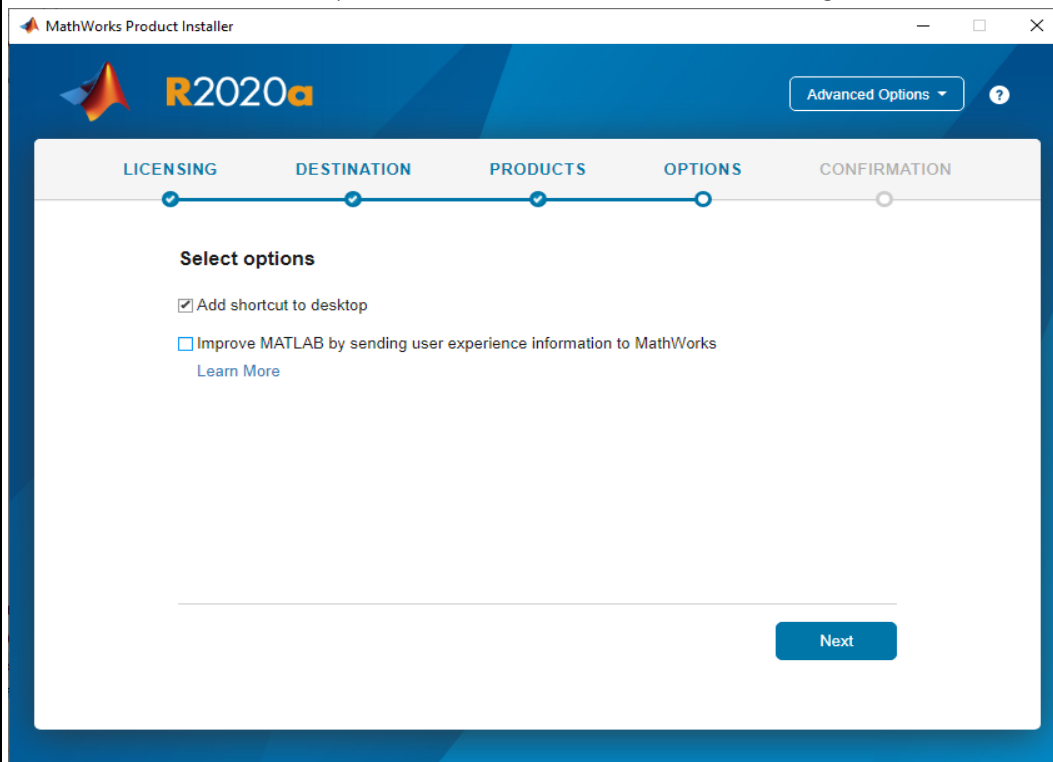 MathWorks Product Installer
R2020a
Advanced Options
?
LICENSING DESTINATION PRODUCTS OPTIONS CONFIRMATION
Select options
Add shortcut to desktop
Improve MATLAB by sending user experience information to MathWorks
Learn More
Next